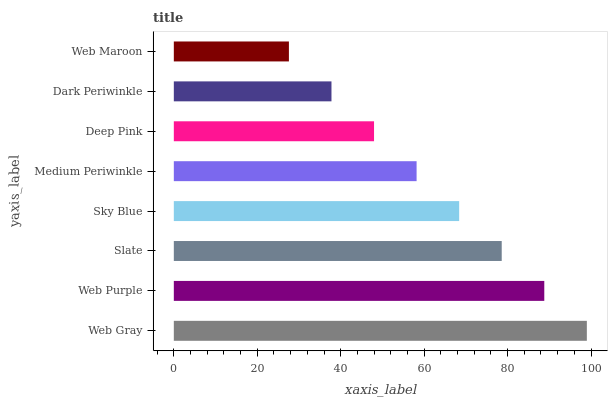 title
Web Maroon
Dark Periwinkle
Deep Pink
Medium Periwinkle
Sky Blue
Slate
Web Purple
Web Gray
yaxis_label
0 20 40 60 80 100
xaxis_label